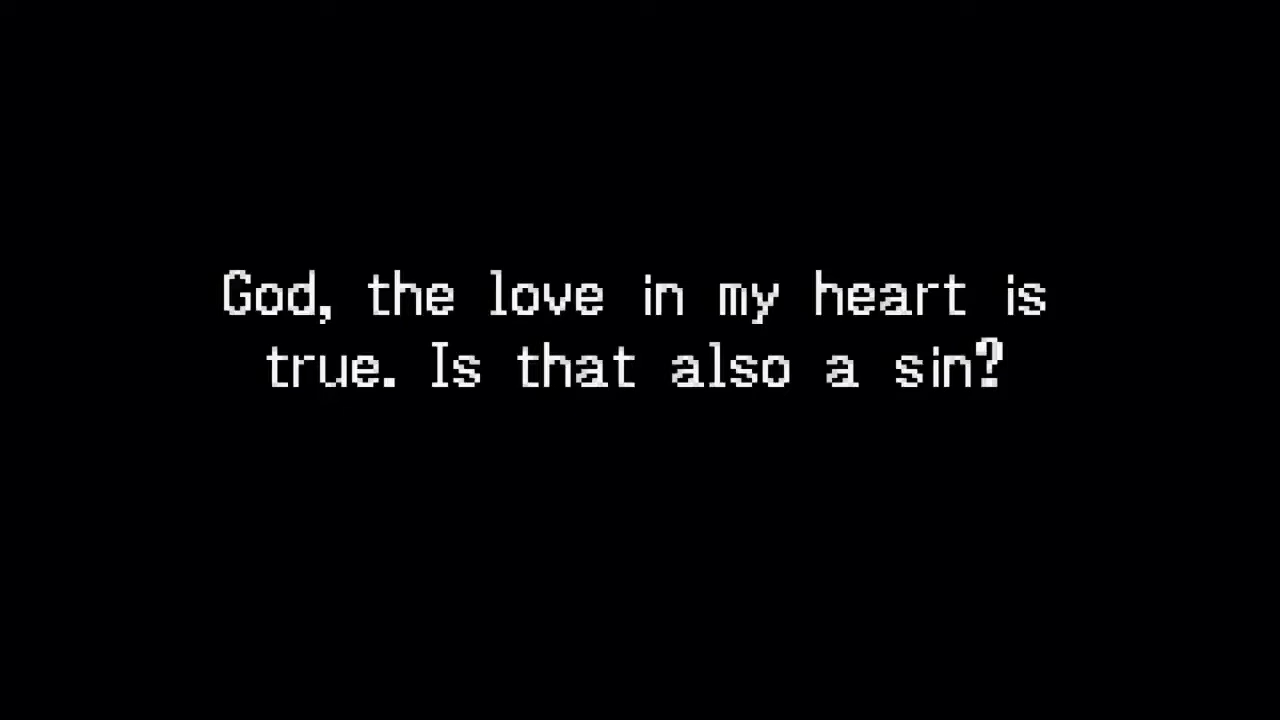 God, the love in my heart is
true. Is that also a sin?